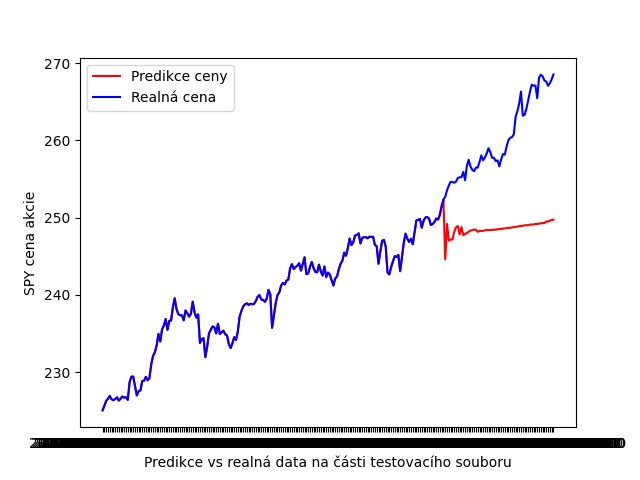 270
260
250
240
230
SPY cena akcie
Predikce ceny
Realná cena
Predikce vs realná data na části testovacího souboru